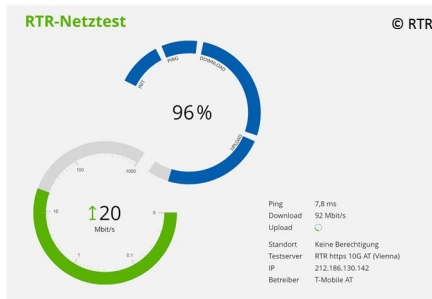 RTR-Netztest
© RTR
INIT
PING
DOWNLOAD
UPLOAD
96%
1000
100
10
1
0.1
0
↑20
Mbit/s
Ping 7,8 ms
Download 92 Mbit/s
Upload
Standort Keine Berechtigung
Testserver RTR https 10G AT (Vienna)
IP 212.186.130.142
Betreiber T-Mobile AT